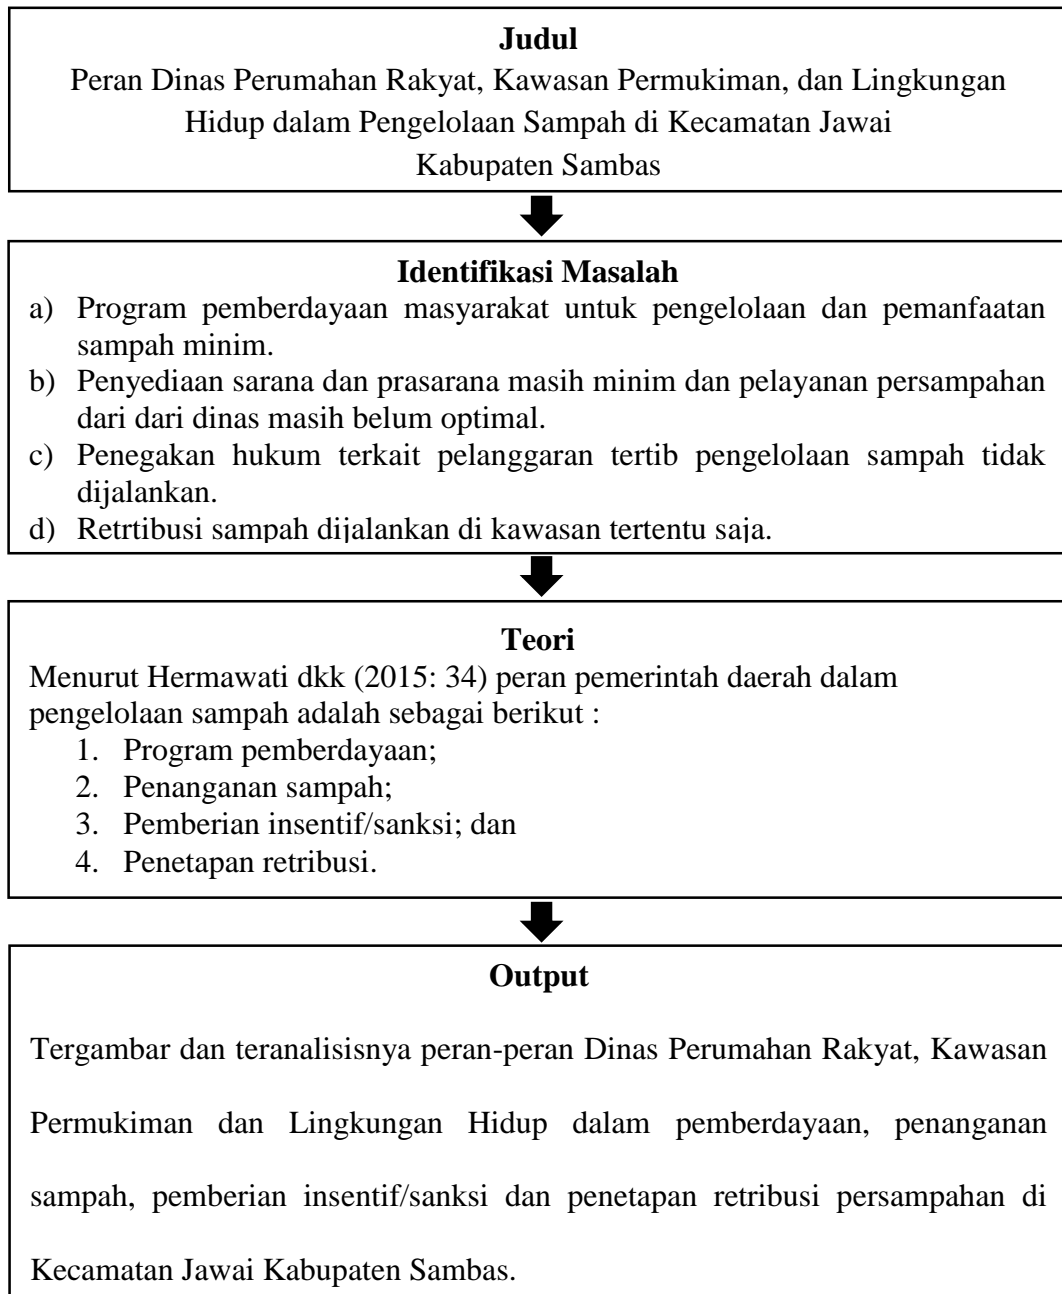 Judul
Peran Dinas Perumahan Rakyat, Kawasan Permukiman, dan Lingkungan
Hidup dalam Pengelolaan Sampah di Kecamatan Jawai
Kabupaten Sambas
Identifikasi Masalah
a) Program pemberdayaan masyarakat untuk pengelolaan dan pemanfaatan
sampah minim.
b) Penyediaan sarana dan prasarana masih minim dan pelayanan persampahan
dari dari dinas masih belum optimal.
c) Penegakan hukum terkait pelanggaran tertib pengelolaan sampah tidak
dijalankan.
d) Retrtibusi sampah dijalankan di kawasan tertentu saja.
Teori
Menurut Hermawati dkk (2015: 34) peran pemerintah daerah dalam
pengelolaan sampah adalah sebagai berikut :
1. Program pemberdayaan;
2. Penanganan sampah;
3. Pemberian insentif/sanksi; dan
4. Penetapan retribusi.
Output
Tergambar dan teranalisisnya peran-peran Dinas Perumahan Rakyat, Kawasan
Permukiman dan Lingkungan Hidup dalam pemberdayaan, penanganan
sampah, pemberian insentif/sanksi dan penetapan retribusi persampahan di
Kecamatan Jawai Kabupaten Sambas.